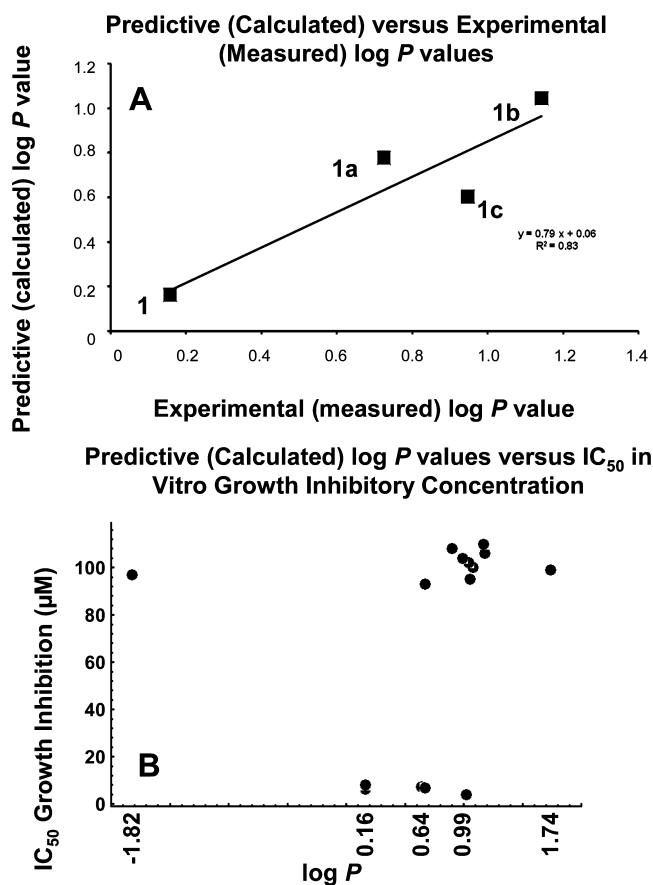 Predictive (Calculated) versus Experimental
(Measured) log P values
Predictive (calculated) log P value
1.2
1.0
0.8
0.6
0.4
0.2
0
A
1b
1a
1c
1
y = 0.79 x + 0.06
R² = 0.83
0 0.2 0.4 0.6 0.8 1.0 1.2 1.4
Experimental (measured) log P value
Predictive (Calculated) log P values versus IC₅₀ in
Vitro Growth Inhibitory Concentration
IC₅₀ Growth Inhibition (µM)
100
80
60
40
20
0
B
-1.82 0.16 0.64 0.99 1.74
log P